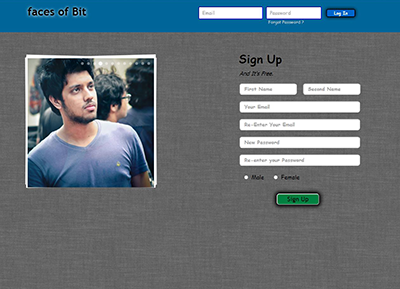 faces of Bit
Email Password Log In
Forgot Password ?
Sign Up
And It's Free.
First Name Second Name
Your Email
Re-Enter Your Email
New Password
Re-enter your Password
Male Female
Sign Up